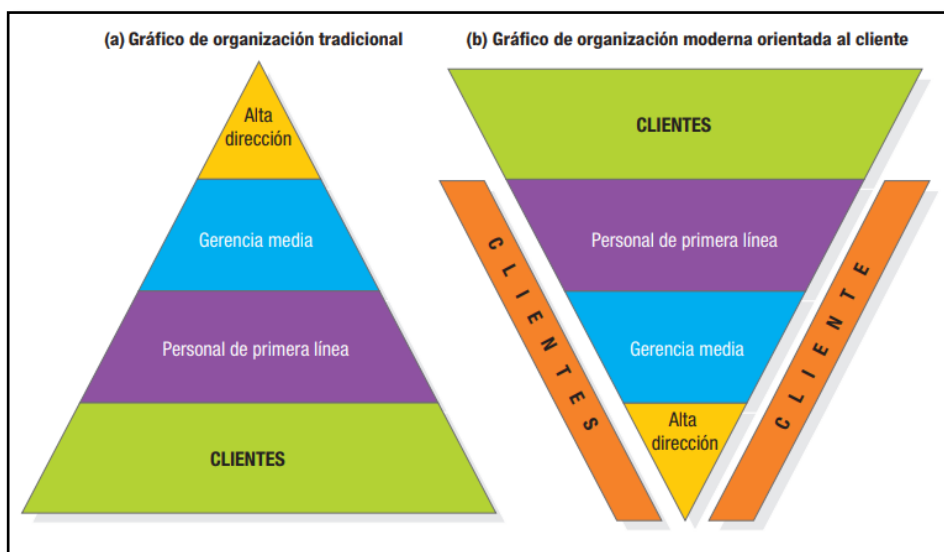 (a) Gráfico de organización tradicional
Alta
dirección
Gerencia media
Personal de primera línea
CLIENTES
(b) Gráfico de organización moderna orientada al cliente
CLIENTES
Personal de primera línea
Gerencia media
Alta
dirección
CLIENTES
CLIENTE